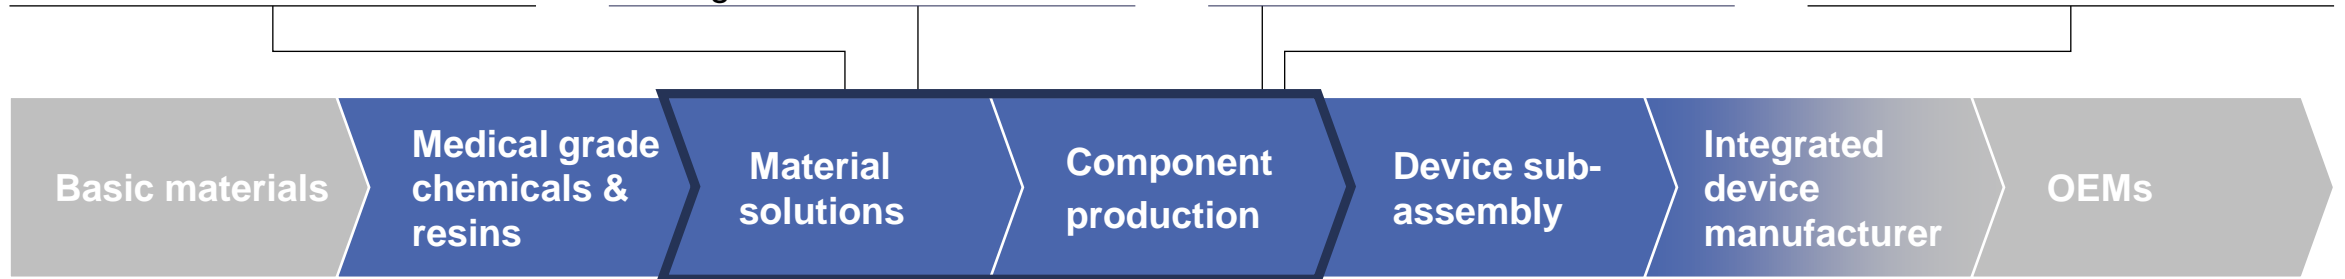 Basic materials
Medical grade
chemicals &
resins
Material
solutions
Component
production
Device sub-
assembly
Integrated
device
manufacturer
OEMs